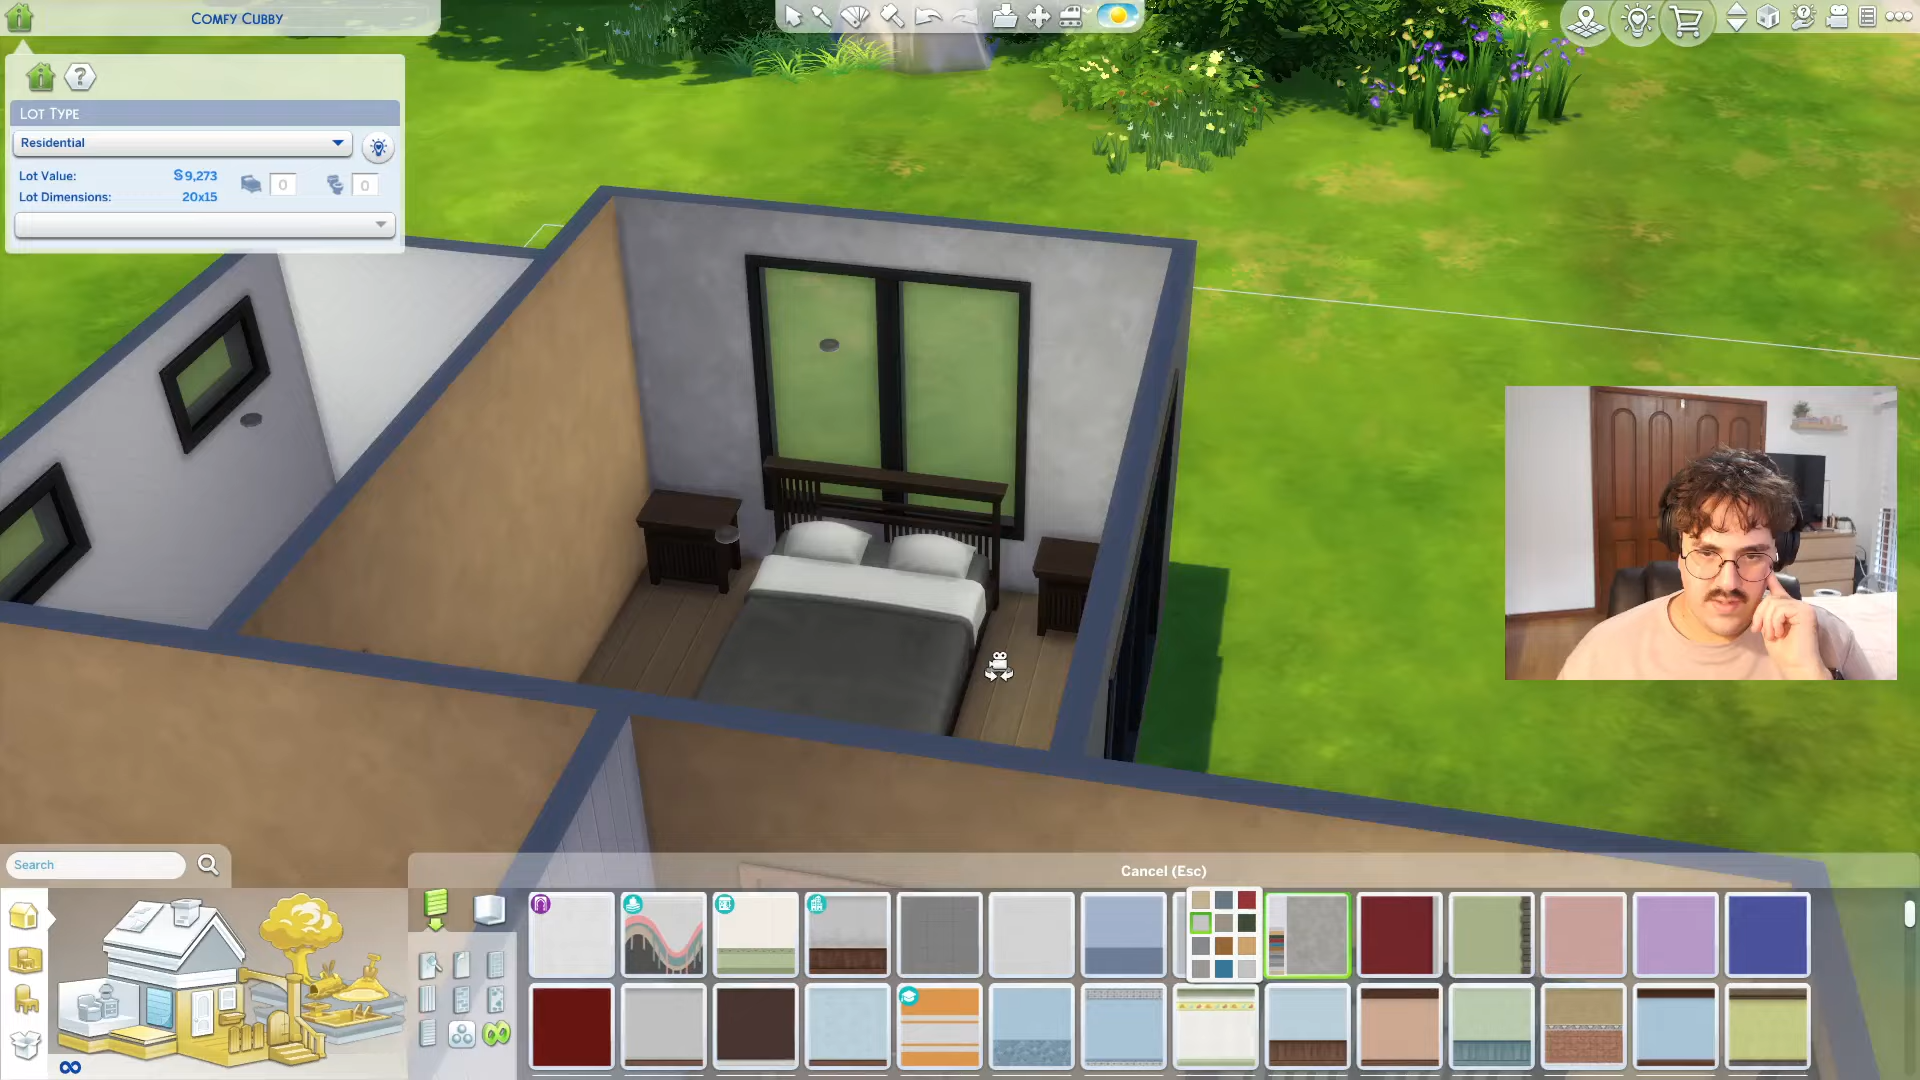 COMFY CUBBY
LOT TYPE
Residential
Lot Value: §9,273
0
0
Lot Dimensions: 20x15
Search
Cancel (Esc)